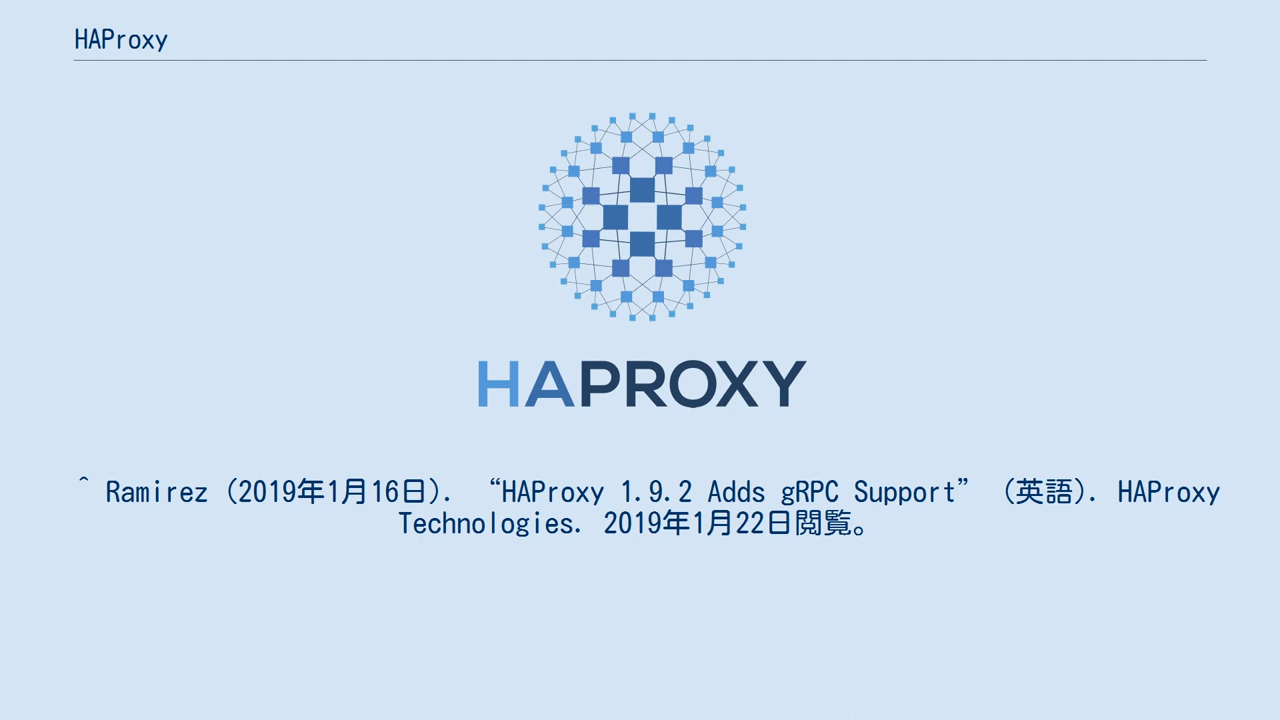 HAProxy
HAPROXY
^ Ramirez (2019年1月16日). “HAProxy 1.9.2 Adds gRPC Support” (英語). HAProxy
Technologies. 2019年1月22日閲覧。